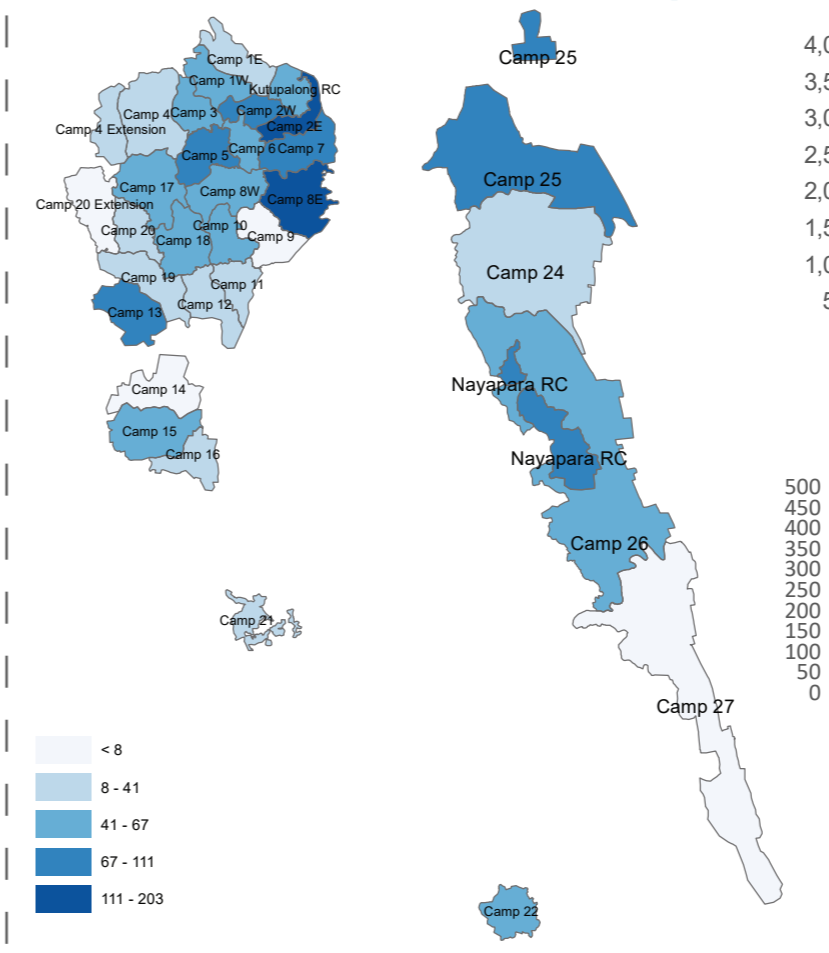 Camp 1E
Camp 1W
Kutupalong RC
Camp 4
Camp 3
Camp 2W
Camp 4 Extension
Camp 2E
Camp 5
Camp 6
Camp 7
Camp 17
Camp 8W
Camp 20 Extension
Camp 8E
Camp 20
Camp 18
Camp 10
Camp 9
Camp 19
Camp 11
Camp 12
Camp 13
Camp 14
Camp 15
Camp 16
Camp 21
< 8
8 - 41
41 - 67
67 - 111
111 - 203
Camp 25
Camp 25
Camp 24
Nayapara RC
Nayapara RC
Camp 26
Camp 27
Camp 22
500
450
400
350
300
250
200
150
100
50
0